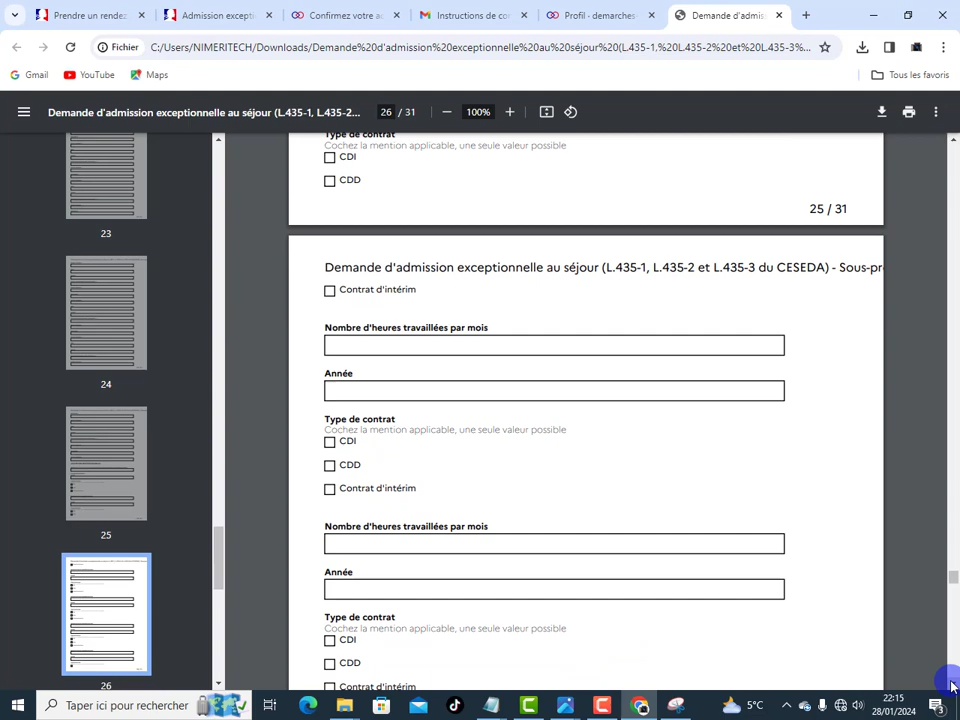 Prendre un rendez
Admission excepti
Confirmez votre ac
Instructions de con
Profil - demarches
Demande d'admiss
Fichier
C:/Users/NIMERITECH/Downloads/Demande%20d'admission%20exceptionnelle%20au%20séjour%20(L.435-1,%20L.435-2%20et%20L.435-3%...
Gmail
YouTube
Maps
Tous les favoris
Demande d'admission exceptionnelle au séjour (L.435-1, L.435-2...
26 / 31
100%
23
24
25
26
Type de contrat
Cochez la mention applicable, une seule valeur possible
CDI
CDD
25 / 31
Demande d'admission exceptionnelle au séjour (L.435-1, L.435-2 et L.435-3 du CESEDA) - Sous-pr
Contrat d'intérim
Nombre d'heures travaillées par mois
Année
Type de contrat
Cochez la mention applicable, une seule valeur possible
CDI
CDD
Contrat d'intérim
Nombre d'heures travaillées par mois
Année
Type de contrat
Cochez la mention applicable, une seule valeur possible
CDI
CDD
Contrat d'intérim
Taper ici pour rechercher
5°C
22:15
28/01/2024
3